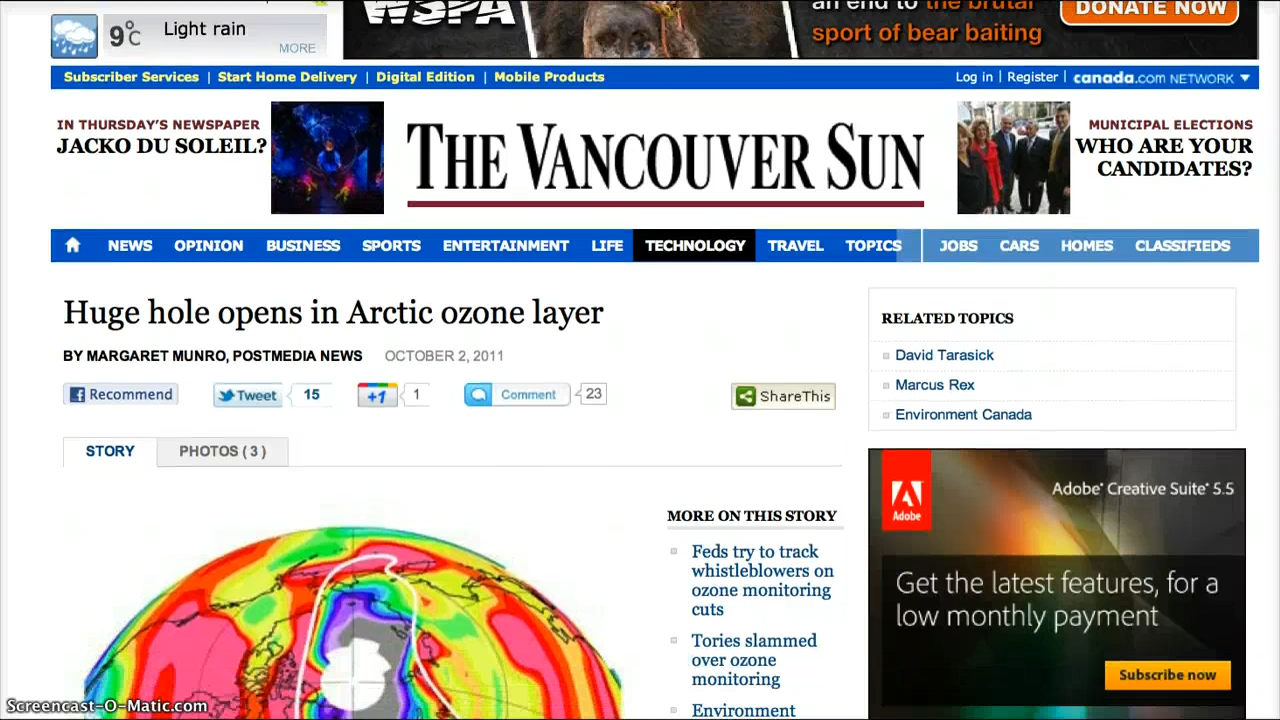 WSPA
an end to the brutal
sport of bear baiting
DONATE NOW
9°C
Light rain
MORE
Subscriber Services | Start Home Delivery | Digital Edition | Mobile Products
Log in | Register | canada.com NETWORK
IN THURSDAY'S NEWSPAPER
JACKO DU SOLEIL?
THE VANCOUVER SUN
MUNICIPAL ELECTIONS
WHO ARE YOUR
CANDIDATES?
NEWS OPINION BUSINESS SPORTS ENTERTAINMENT LIFE TECHNOLOGY TRAVEL TOPICS JOBS CARS HOMES CLASSIFIEDS
Huge hole opens in Arctic ozone layer
BY MARGARET MUNRO, POSTMEDIA NEWS OCTOBER 2, 2011
Recommend Tweet 15 +1 1 Comment 23 ShareThis
STORY PHOTOS ( 3 )
MORE ON THIS STORY
Feds try to track
whistleblowers on
ozone monitoring
cuts
Tories slammed
over ozone
monitoring
Environment
RELATED TOPICS
David Tarasick
Marcus Rex
Environment Canada
Adobe
Adobe® Creative Suite® 5.5
Get the latest features, for a
low monthly payment
Subscribe now
Screencast-O-Matic.com